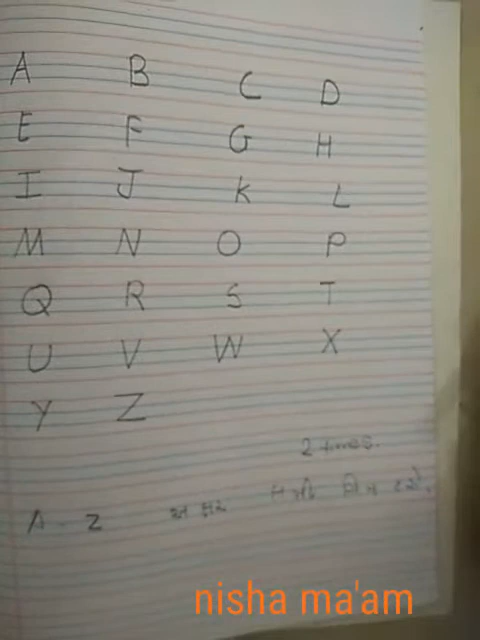 A B C D
E F G H
I J K L
M N O P
Q R S T
U V W X
Y Z
2 times.
A - Z
nisha ma'am